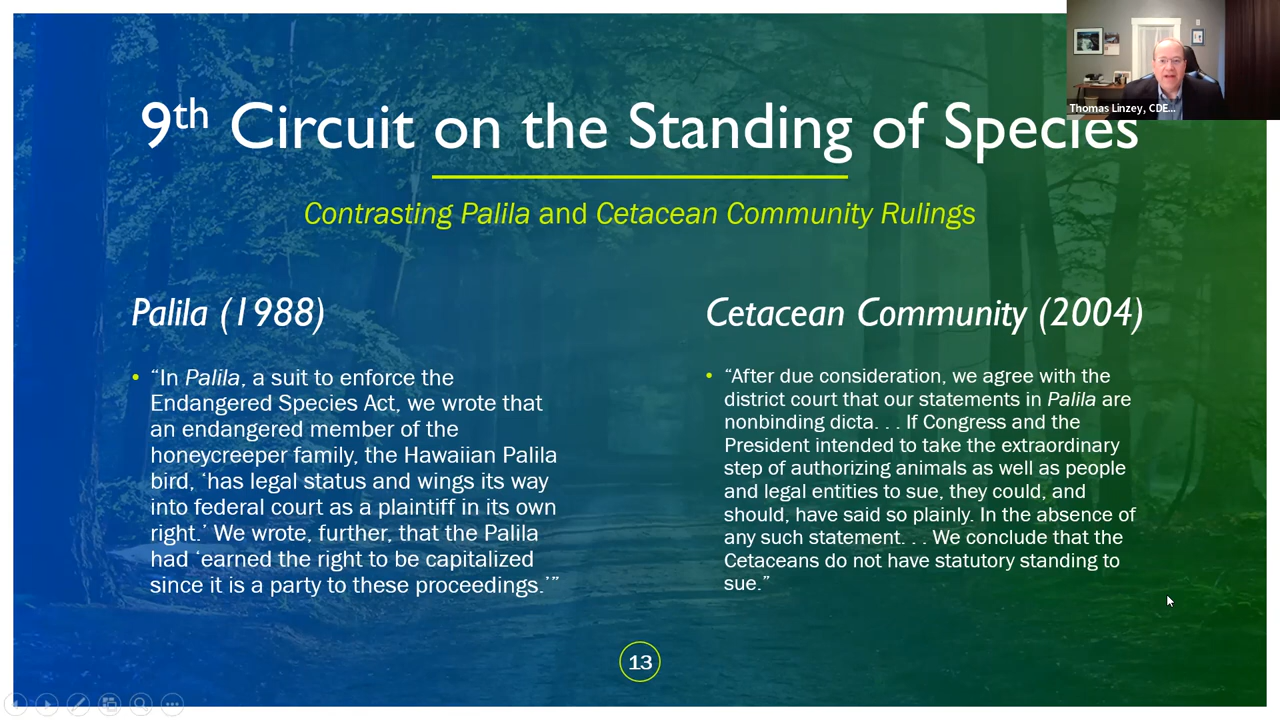 Thomas Linzey, CDE...
9th Circuit on the Standing of Species
Contrasting Palila and Cetacean Community Rulings
Palila (1988)
• “In Palila, a suit to enforce the
Endangered Species Act, we wrote that
an endangered member of the
honeycreeper family, the Hawaiian Palila
bird, ‘has legal status and wings its way
into federal court as a plaintiff in its own
right.’ We wrote, further, that the Palila
had ‘earned the right to be capitalized
since it is a party to these proceedings.’”
Cetacean Community (2004)
• “After due consideration, we agree with the
district court that our statements in Palila are
nonbinding dicta. . . If Congress and the
President intended to take the extraordinary
step of authorizing animals as well as people
and legal entities to sue, they could, and
should, have said so plainly. In the absence of
any such statement. . . We conclude that the
Cetaceans do not have statutory standing to
sue.”
13